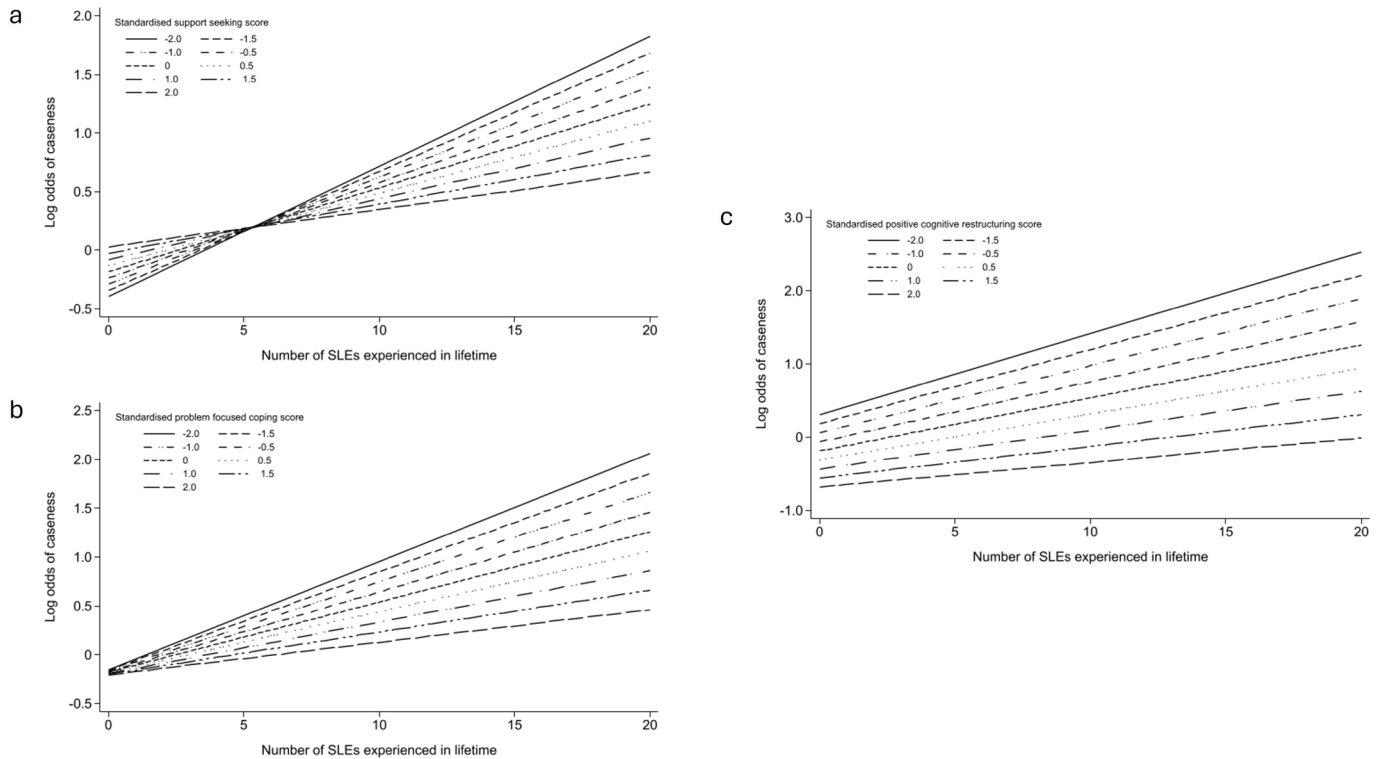 a
Standardised support seeking score
-2.0 -1.5
-1.0 -0.5
0 0.5
1.0 1.5
2.0
2.0
1.5
1.0
0.5
0
-0.5
Log odds of caseness
0 5 10 15 20
Number of SLEs experienced in lifetime
b
Standardised problem focused coping score
-2.0 -1.5
-1.0 -0.5
0 0.5
1.0 1.5
2.0
2.5
2.0
1.5
1.0
0.5
0
-0.5
Log odds of caseness
0 5 10 15 20
Number of SLEs experienced in lifetime
c
Standardised positive cognitive restructuring score
-2.0 -1.5
-1.0 -0.5
0 0.5
1.0 1.5
2.0
3.0
2.0
1.0
0
-1.0
Log odds of caseness
0 5 10 15 20
Number of SLEs experienced in lifetime